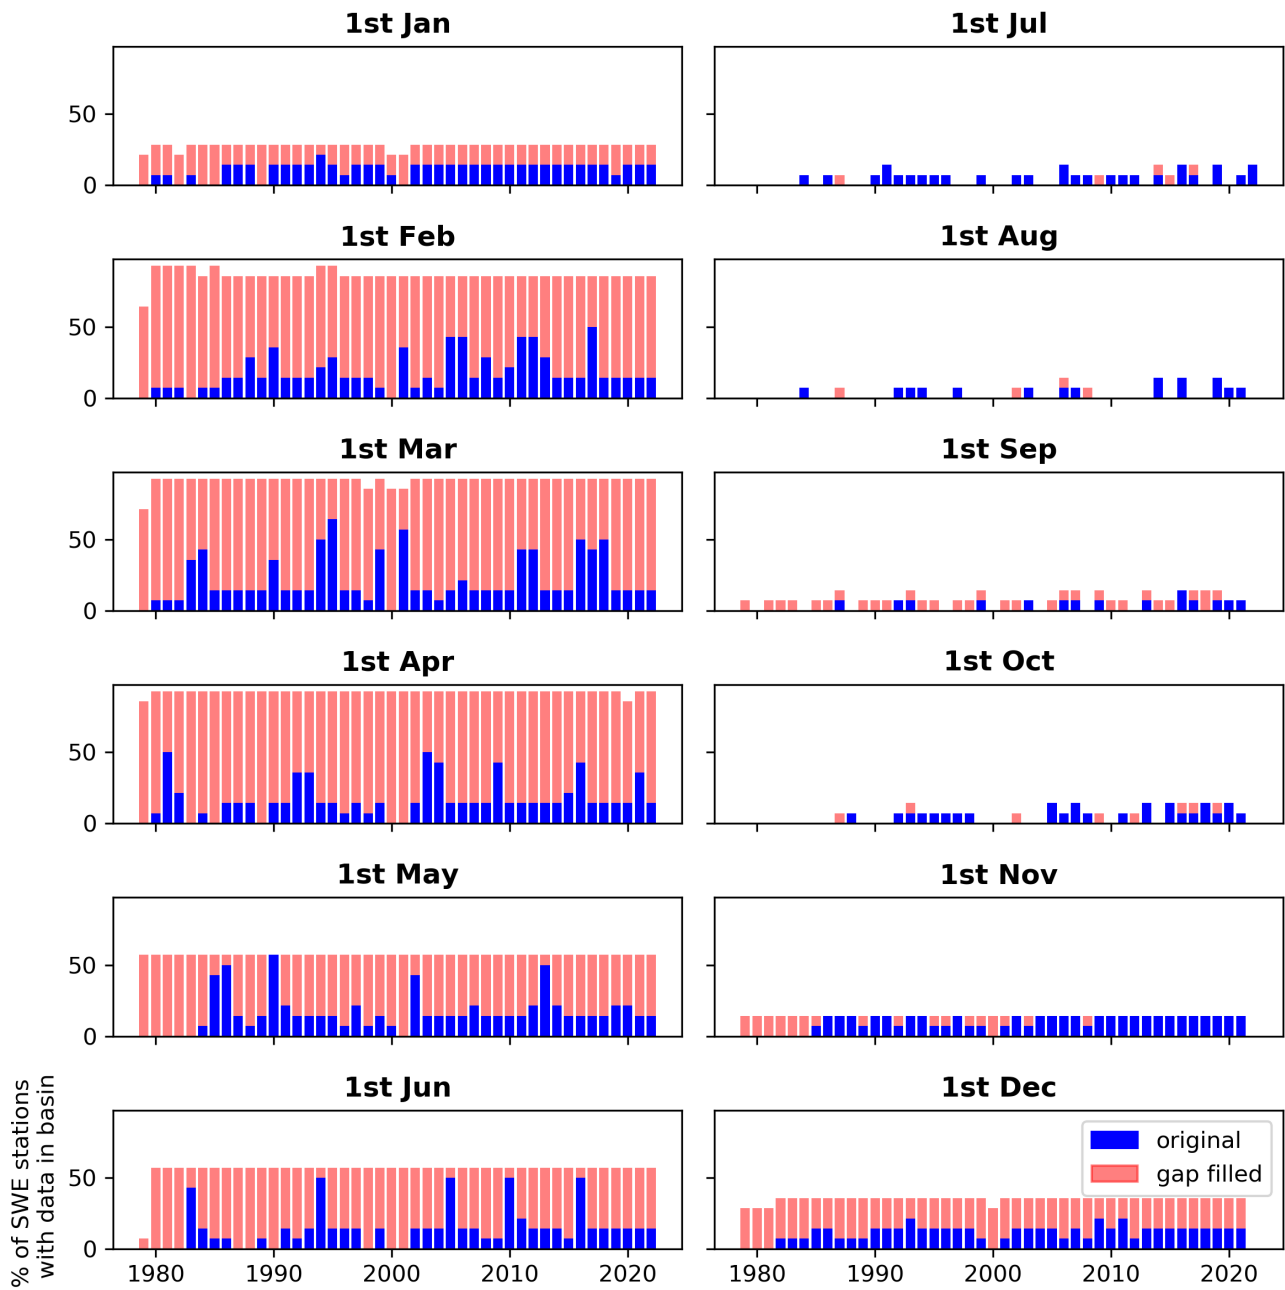 1st Jan
50
0
1st Jul
1st Feb
50
0
1st Aug
1st Mar
50
0
1st Sep
1st Apr
50
0
1st Oct
1st May
50
0
1st Nov
1st Jun
% of SWE stations
with data in basin
50
0
1980 1990 2000 2010 2020
1st Dec
original
gap filled
1980 1990 2000 2010 2020